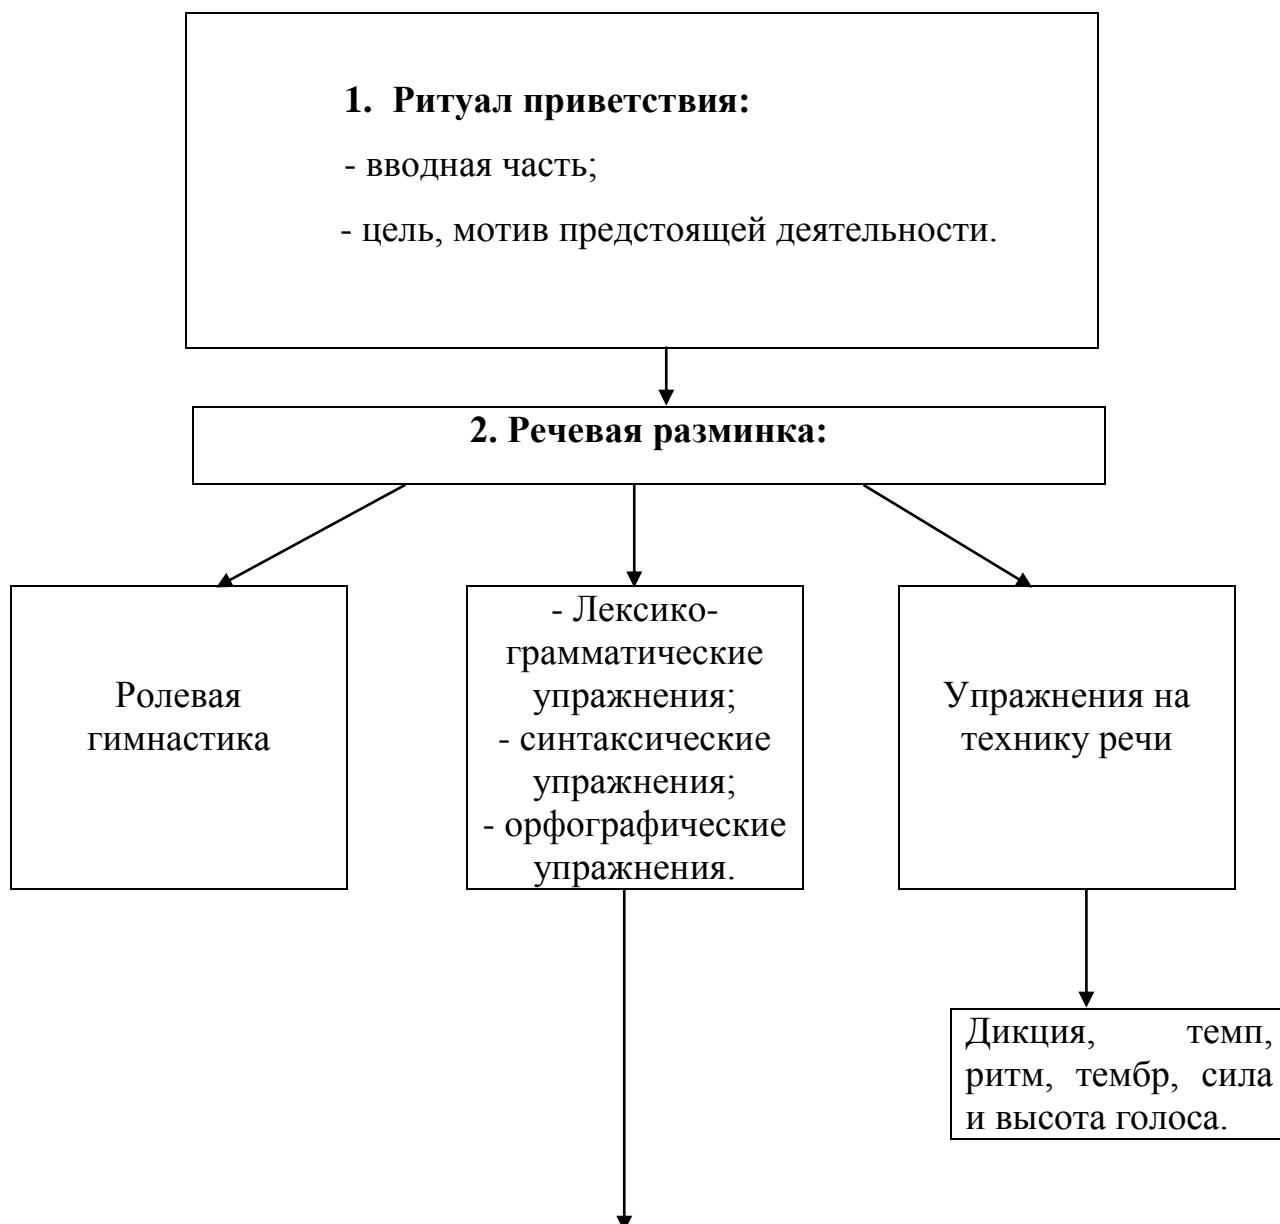 1. Ритуал приветствия:
- вводная часть;
- цель, мотив предстоящей деятельности.
2. Речевая разминка:
Ролевая
гимнастика
- Лексико-
грамматические
упражнения;
- синтаксические
упражнения;
- орфографические
упражнения.
Упражнения на
технику речи
Дикция, темп,
ритм, тембр, сила
и высота голоса.